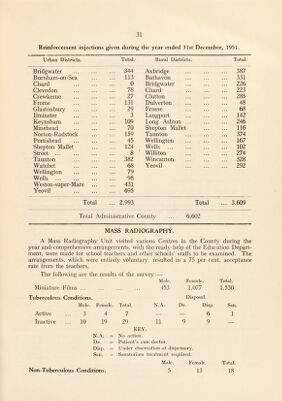 31
Reinforcement injections given during the year ended 31st December, 1951.
Urban Districts. Total. Rural Districts. Total.
Bridgwater ... ... ... 344 Axbridge ... ... ... 387
Burnham-on-Sea ... ... 113 Bathavon ... ... ... 331
Chard ... ... ... 0 Bridgwater ... ... ... 226
Clevedon ... ... ... 78 Chard ... ... ... 223
Crewkerne ... ... ... 27 Clutton ... ... ... 285
Frome ... ... ... 131 Dulverton ... ... ... 48
Glastonbury ... ... ... 29 Frome ... ... ... 68
Ilminster ... ... ... 3 Langport ... ... ... 142
Keynsham ... ... ... 109 Long Ashton ... ... ... 246
Minehead ... ... ... 70 Shepton Mallet ... ... 116
Norton-Radstock ... ... 159 Taunton ... ... ... 374
Portishead ... ... ... 45 Wellington ... ... ... 167
Shepton Mallet ... ... 124 Wells ... ... ... 102
Street ... ... ... 8 Williton ... ... ... 274
Taunton ... ... ... 382 Wincanton ... ... ... 328
Watchet ... ... ... 68 Yeovil ... ... ... 292
Wellington ... ... ... 79
Wells ... ... ... 98
Weston-super-Mare ... ... 431
Yeovil ... ... ... 695
Total ... 2,993 Total ... 3,609
Total Administrative County ... 6,602
MASS RADIOGRAPHY.
A Mass Radiography Unit visited various Centres in the County during the
year and comprehensive arrangements, with the ready help of the Education Depart-
ment, were made for school teachers and other schools' staffs to be examined. The
arrangements, which were entirely voluntary, resulted in a 75 per cent. acceptance
rate from the teachers.
The following are the results of the survey:—
Male. Female. Total.
Miniature Films ... ... ... ... 453 1,077 1,530
Tuberculous Conditions. Disposal.
Male. Female. Total. N.A. Dr. Disp. San.
Active ... 3 4 7 — — 6 1
Inactive ... 10 19 29 11 9 9 —
KEY.
N.A. = No action.
Dr. = Patient's own doctor.
Disp. = Under observation at dispensary.
San. = Sanatorium treatment required.
Male. Female. Total.
Non-Tuberculous Conditions. 5 13 18